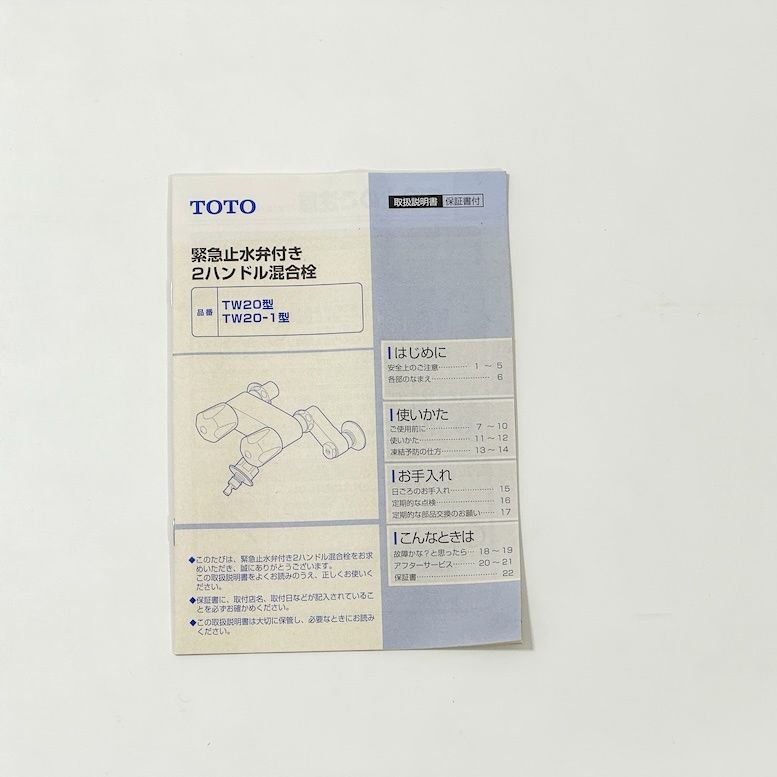 TOTO
取扱説明書 保証書付
緊急止水弁付き
2ハンドル混合栓
品番
TW20型
TW20-1型
はじめに
安全上のご注意………… 1 ～ 5
各部のなまえ…………… 6
使いかた
ご使用前に……………… 7 ～ 10
使いかた………………… 11 ～ 12
凍結予防の仕方………… 13 ～ 14
お手入れ
日ごろのお手入れ……… 15
定期的な点検…………… 16
定期的な部品交換のお願い…… 17
こんなときは
故障かな?と思ったら… 18 ～ 19
アフターサービス……… 20 ～ 21
保証書…………………… 22
◆このたびは、緊急止水弁付き2ハンドル混合栓をお求
めいただき、誠にありがとうございます。
この取扱説明書をよくお読みのうえ、正しくお使いく
ださい。
◆保証書に、取付店名、取付日などが記入されているこ
とを必ずお確かめください。
◆この取扱説明書は大切に保管し、必要なときにお読み
ください。